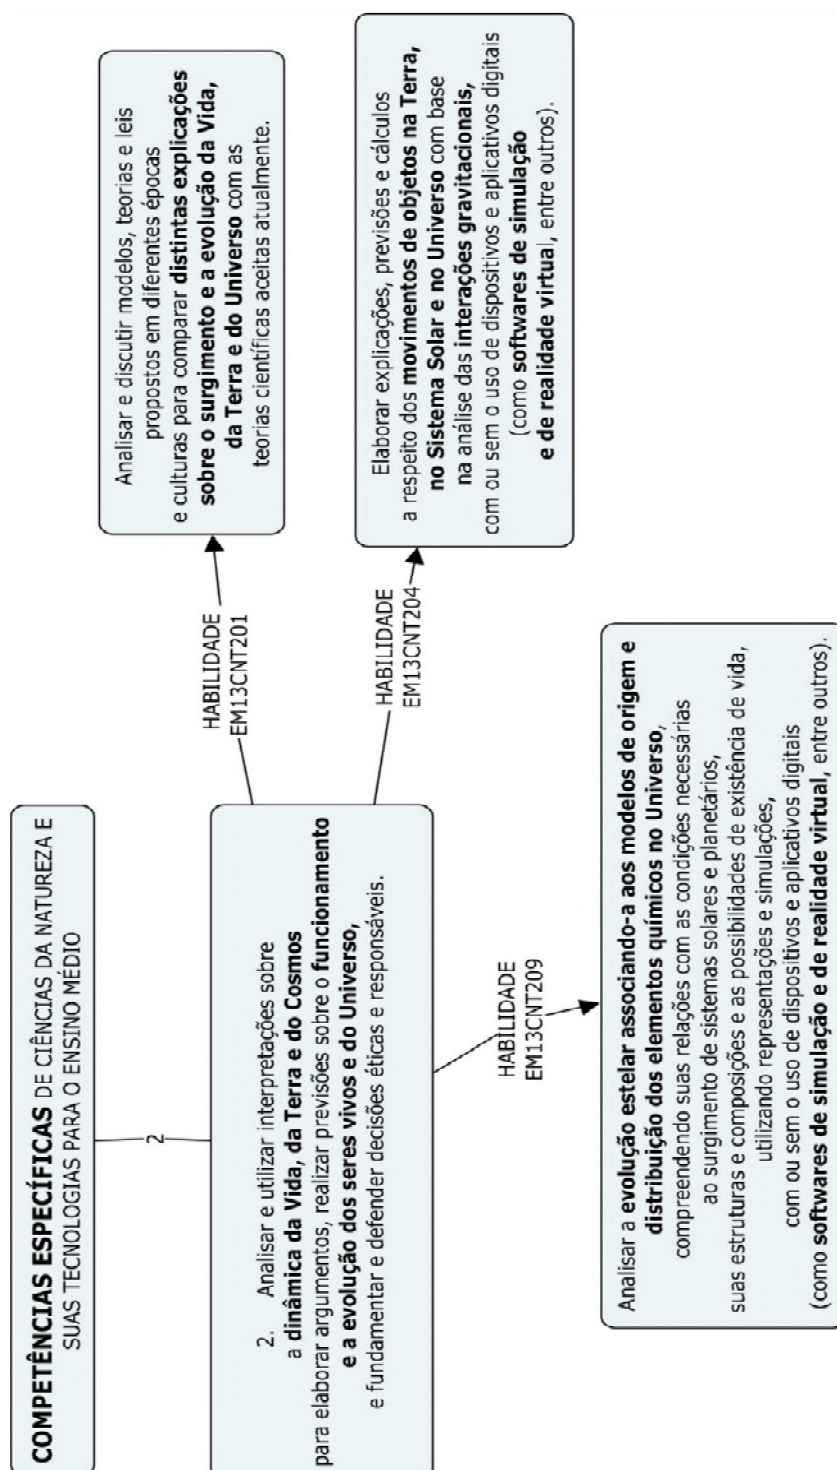 COMPETÊNCIAS ESPECÍFICAS DE CIÊNCIAS DA NATUREZA E
SUAS TECNOLOGIAS PARA O ENSINO MÉDIO
2
2. Analisar e utilizar interpretações sobre
a dinâmica da Vida, da Terra e do Cosmos
para elaborar argumentos, realizar previsões sobre o funcionamento
e a evolução dos seres vivos e do Universo,
e fundamentar e defender decisões éticas e responsáveis.
HABILIDADE
EM13CNT201
Analisar e discutir modelos, teorias e leis
propostos em diferentes épocas
e culturas para comparar distintas explicações
sobre o surgimento e a evolução da Vida,
da Terra e do Universo com as
teorias científicas aceitas atualmente.
HABILIDADE
EM13CNT204
Elaborar explicações, previsões e cálculos
a respeito dos movimentos de objetos na Terra,
no Sistema Solar e no Universo com base
na análise das interações gravitacionais,
com ou sem o uso de dispositivos e aplicativos digitais
(como softwares de simulação
e de realidade virtual, entre outros).
HABILIDADE
EM13CNT209
Analisar a evolução estelar associando-a aos modelos de origem e
distribuição dos elementos químicos no Universo,
compreendendo suas relações com as condições necessárias
ao surgimento de sistemas solares e planetários,
suas estruturas e composições e as possibilidades de existência de vida,
utilizando representações e simulações,
com ou sem o uso de dispositivos e aplicativos digitais
(como softwares de simulação e de realidade virtual, entre outros).